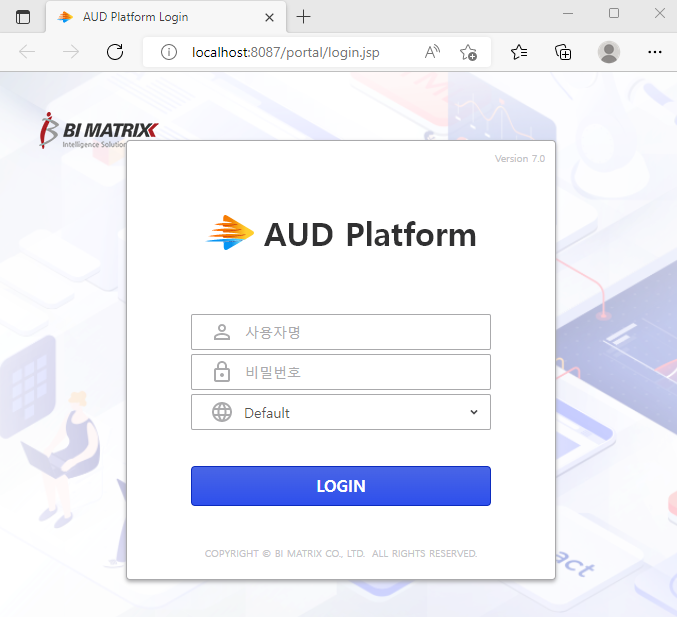 AUD Platform Login
localhost:8087/portal/login.jsp
BI MATRIX
Intelligence Solution
Version 7.0
AUD Platform
사용자명
비밀번호
Default
LOGIN
COPYRIGHT © BI MATRIX CO., LTD. ALL RIGHTS RESERVED.